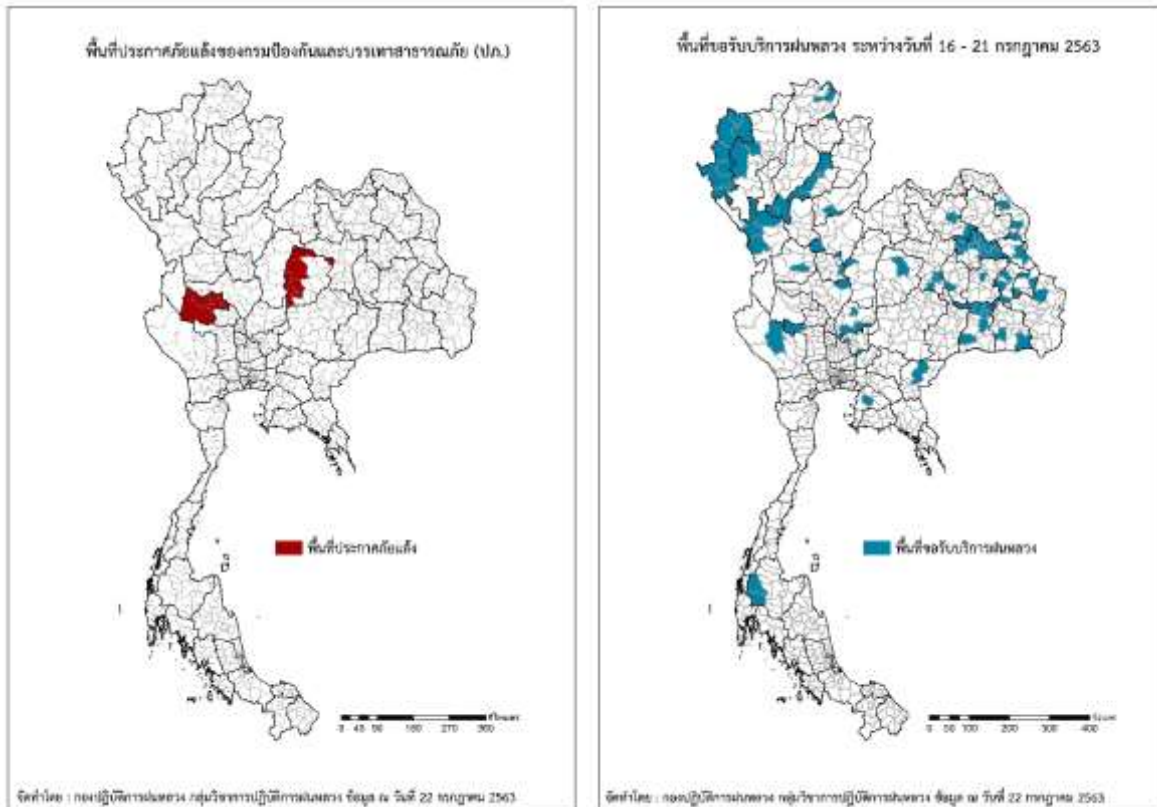 พื้นที่ประกาศภัยแล้งของกรมป้องกันและบรรเทาสาธารณภัย (ปภ.)
พื้นที่ประกาศภัยแล้ง
0 45 90 180 270 360
จัดทำโดย : กองปฏิบัติการฝนหลวง กลุ่มวิชาการปฏิบัติการฝนหลวง ข้อมูล ณ วันที่ 22 กรกฎาคม 2563
พื้นที่ขอรับบริการฝนหลวง ระหว่างวันที่ 16 - 21 กรกฎาคม 2563
พื้นที่ขอรับบริการฝนหลวง
0 50 100 200 300 400
จัดทำโดย : กองปฏิบัติการฝนหลวง กลุ่มวิชาการปฏิบัติการฝนหลวง ข้อมูล ณ วันที่ 22 กรกฎาคม 2563